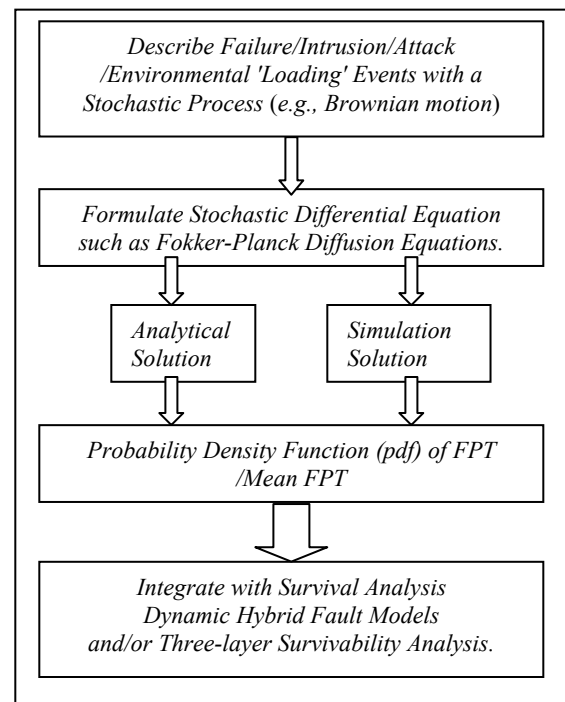 Describe Failure/Intrusion/Attack
/Environmental 'Loading' Events with a
Stochastic Process (e.g., Brownian motion)
Formulate Stochastic Differential Equation
such as Fokker-Planck Diffusion Equations.
Analytical
Solution
Simulation
Solution
Probability Density Function (pdf) of FPT
/Mean FPT
Integrate with Survival Analysis
Dynamic Hybrid Fault Models
and/or Three-layer Survivability Analysis.